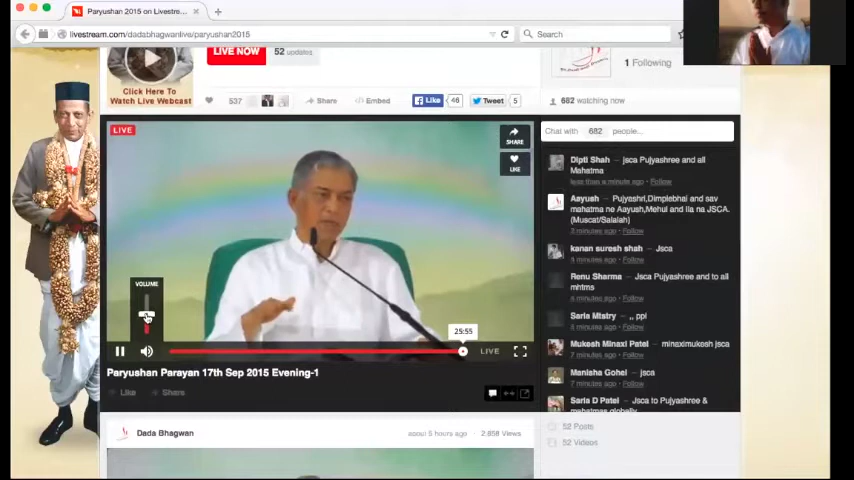 Paryushan 2015 on Livestre...
livestream.com/dadabhagwanlive/paryushan2015
Search
Click Here To
Watch Live Webcast
LIVE NOW
52 updates
1 Following
537
Share
Embed
Like
46
Tweet
5
682 watching now
LIVE
SHARE
LIKE
VOLUME
25:55
LIVE
Paryushan Parayan 17th Sep 2015 Evening-1
Like
Share
Dada Bhagwan
about 5 hours ago
2,858 Views
Chat with 682 people...
Dipti Shah – jsca Pujyashree and all
Mahatma
less than a minute ago · Follow
Aayush – Pujyashri,Dimplebhai and sav
mahatma ne Aayush,Mehul and ila na JSCA.
(Muscat/Salalah)
2 minutes ago · Follow
kanan suresh shah – Jsca
minutes ago · Follow
Renu Sharma – Jsca Pujyashree and to all
mhtms
minutes ago · Follow
Saria Mistry – ,, ppl
minutes ago · Follow
Mukesh Minaxi Patel – minaximukesh jsca
7 minutes ago · Follow
Manisha Gohel – jsca
7 minutes ago · Follow
Saria D Patel – Jsca to Pujyashree &
mahatmas globally
52 Posts
52 Videos